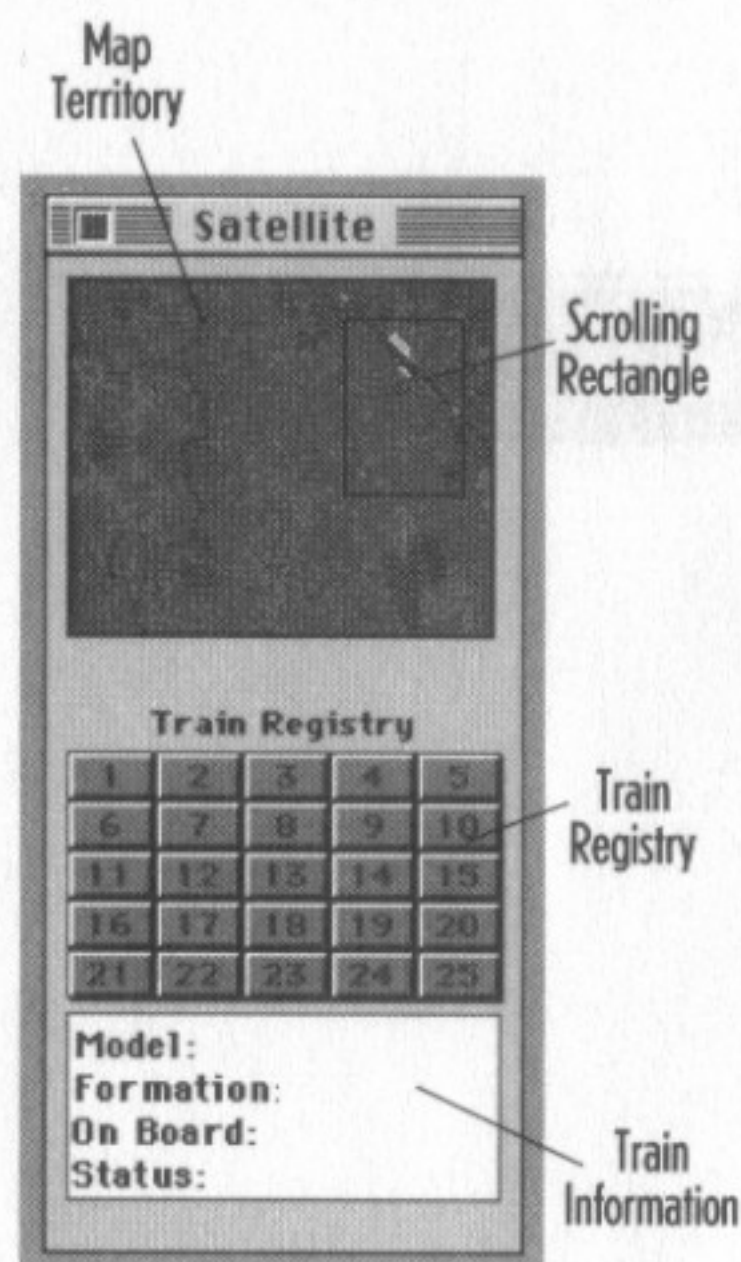 Map
Territory
Satellite
Scrolling
Rectangle
Train Registry
1 2 3 4 5
6 7 8 9 10
11 12 13 14 15
16 17 18 19 20
21 22 23 24 25
Train
Registry
Model:
Formation:
On Board:
Status:
Train
Information